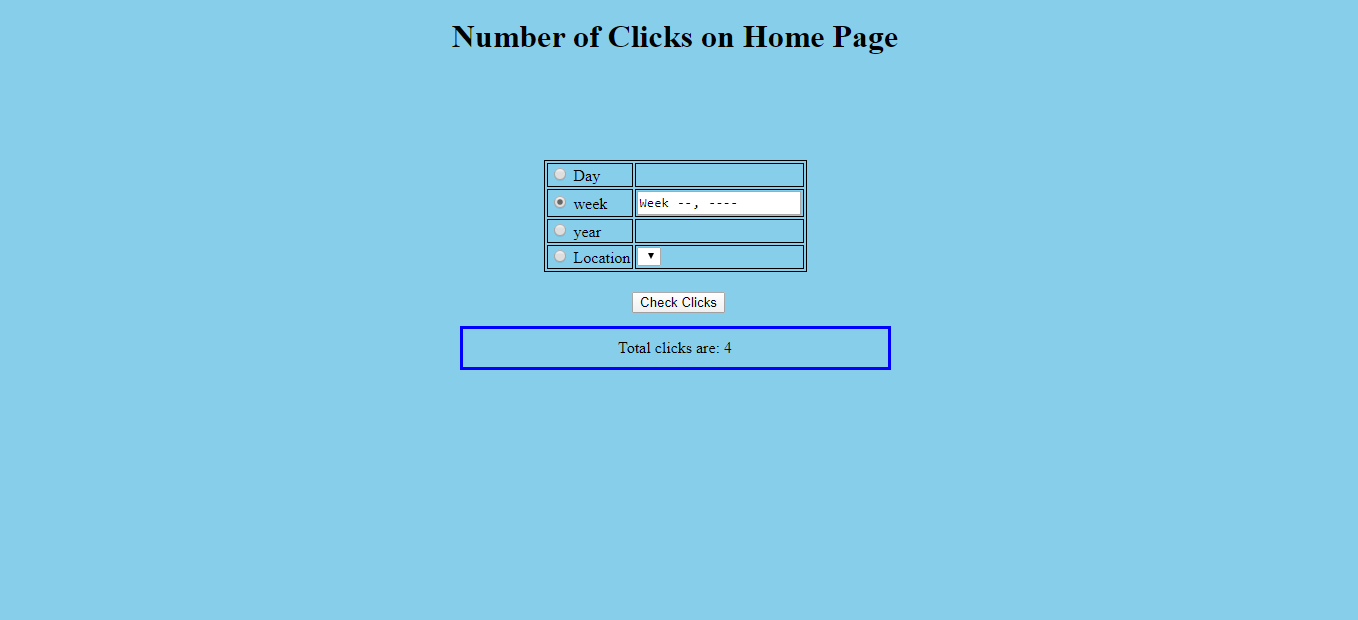 Number of Clicks on Home Page
Day
week Week --, ----
year
Location
Check Clicks
Total clicks are: 4